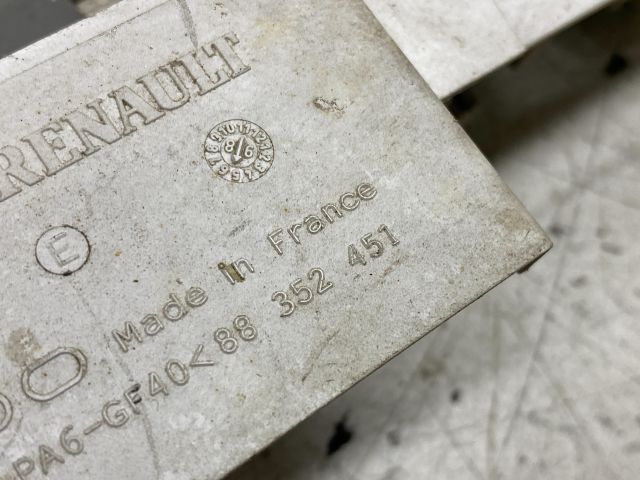 RENAULT
E
Made in France
PA6-GF40<88 352 451